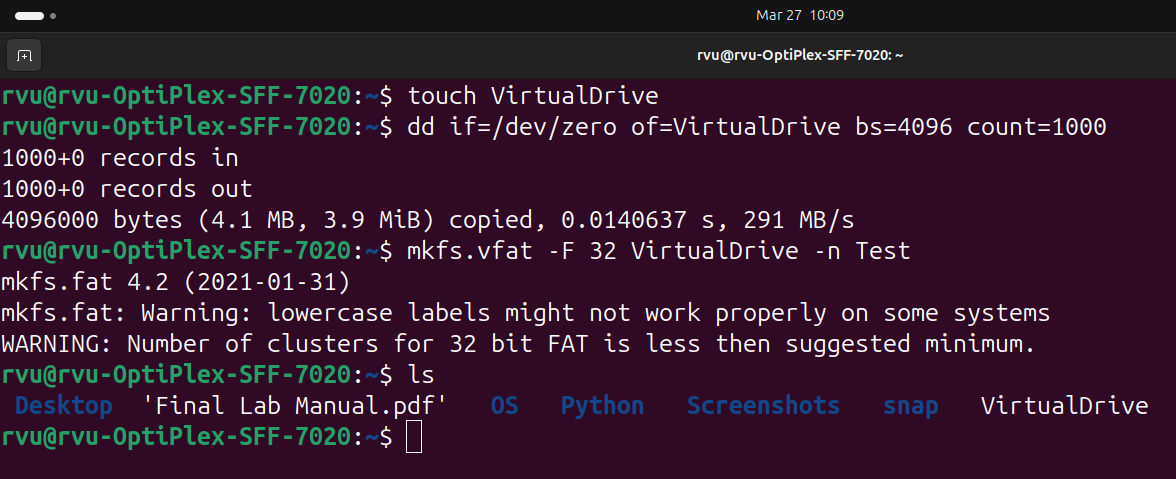 Mar 27 10:09
rvu@rvu-OptiPlex-SFF-7020: ~
rvu@rvu-OptiPlex-SFF-7020:~$ touch VirtualDrive
rvu@rvu-OptiPlex-SFF-7020:~$ dd if=/dev/zero of=VirtualDrive bs=4096 count=1000
1000+0 records in
1000+0 records out
4096000 bytes (4.1 MB, 3.9 MiB) copied, 0.0140637 s, 291 MB/s
rvu@rvu-OptiPlex-SFF-7020:~$ mkfs.vfat -F 32 VirtualDrive -n Test
mkfs.fat 4.2 (2021-01-31)
mkfs.fat: Warning: lowercase labels might not work properly on some systems
WARNING: Number of clusters for 32 bit FAT is less then suggested minimum.
rvu@rvu-OptiPlex-SFF-7020:~$ ls
Desktop 'Final Lab Manual.pdf' OS Python Screenshots snap VirtualDrive
rvu@rvu-OptiPlex-SFF-7020:~$